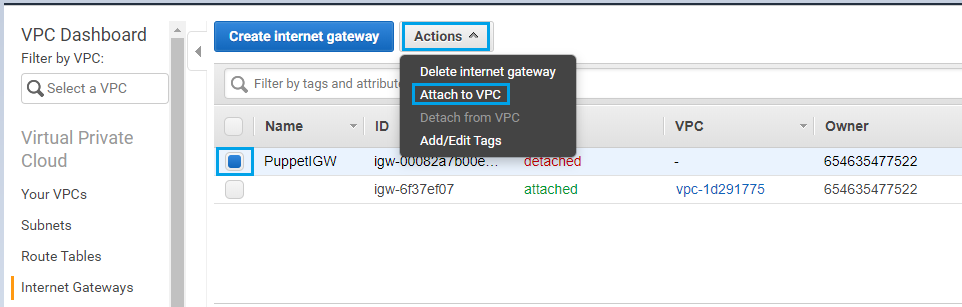 VPC Dashboard
Filter by VPC:
Select a VPC
Virtual Private
Cloud
Your VPCs
Subnets
Route Tables
Internet Gateways
Create internet gateway
Actions
Filter by tags and attribute
Delete internet gateway
Attach to VPC
Detach from VPC
Add/Edit Tags
Name ID VPC Owner
PuppetIGW igw-00082a7b00e... detached - 654635477522
igw-6f37ef07 attached vpc-1d291775 654635477522